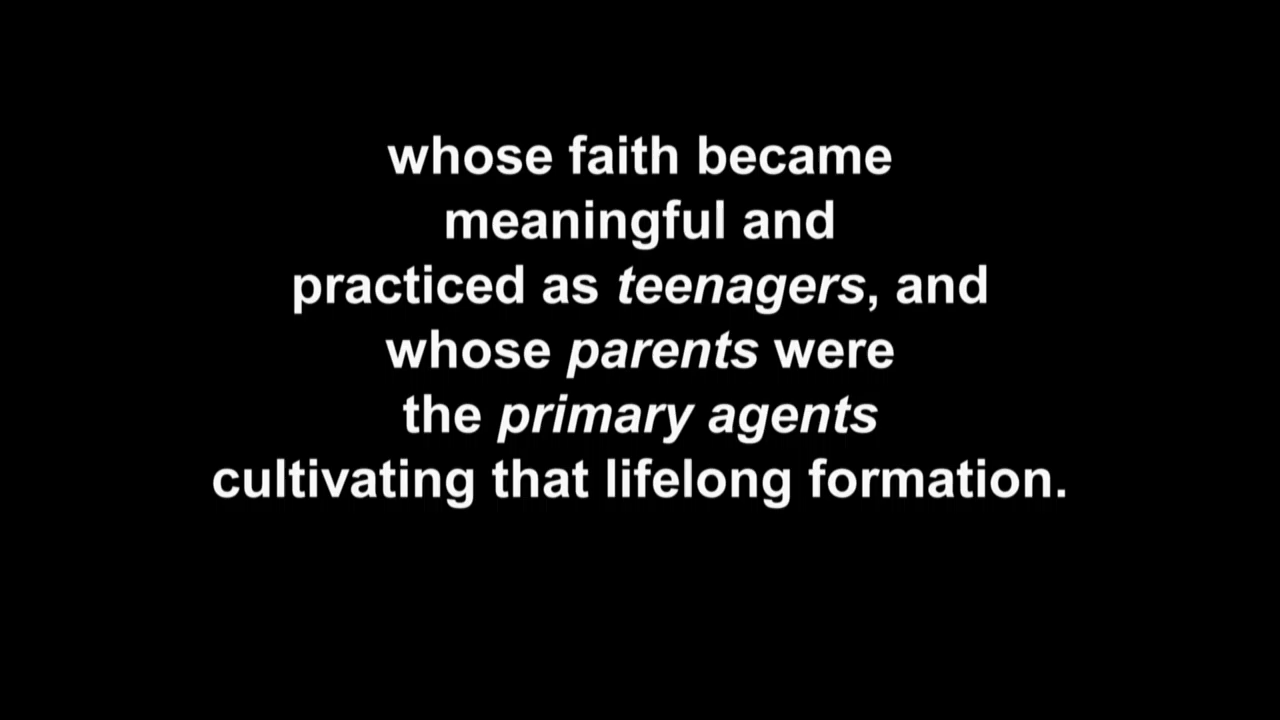 whose faith became
meaningful and
practiced as teenagers, and
whose parents were
the primary agents
cultivating that lifelong formation.